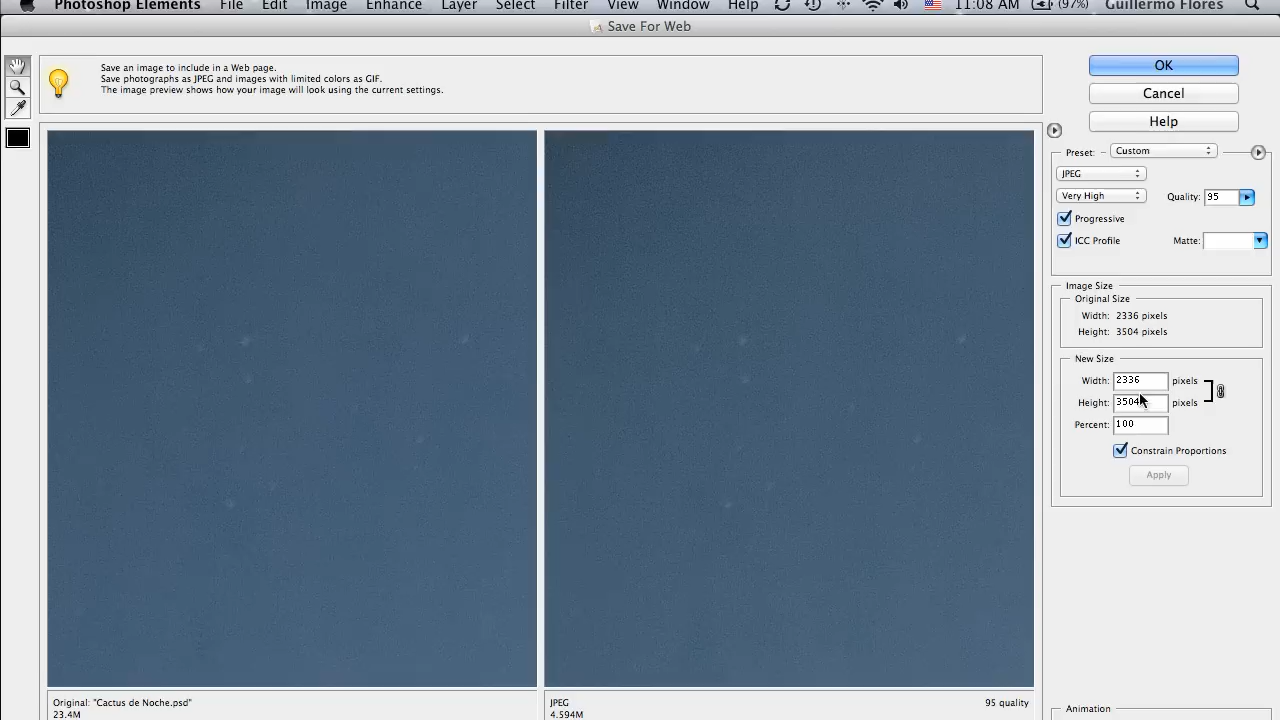 Photoshop Elements File Edit Image Enhance Layer Select Filter View Window Help 11:08 AM (97%) Guillermo Flores
Save For Web
Save an image to include in a Web page.
Save photographs as JPEG and images with limited colors as GIF.
The image preview shows how your image will look using the current settings.
OK
Cancel
Help
Preset: Custom
JPEG
Very High Quality: 95
Progressive
ICC Profile Matte:
Image Size
Original Size
Width: 2336 pixels
Height: 3504 pixels
New Size
Width: 2336 pixels
Height: 3504 pixels
Percent: 100
Constrain Proportions
Apply
Original: "Cactus de Noche.psd"
23.4M
JPEG 95 quality
4.594M
Animation